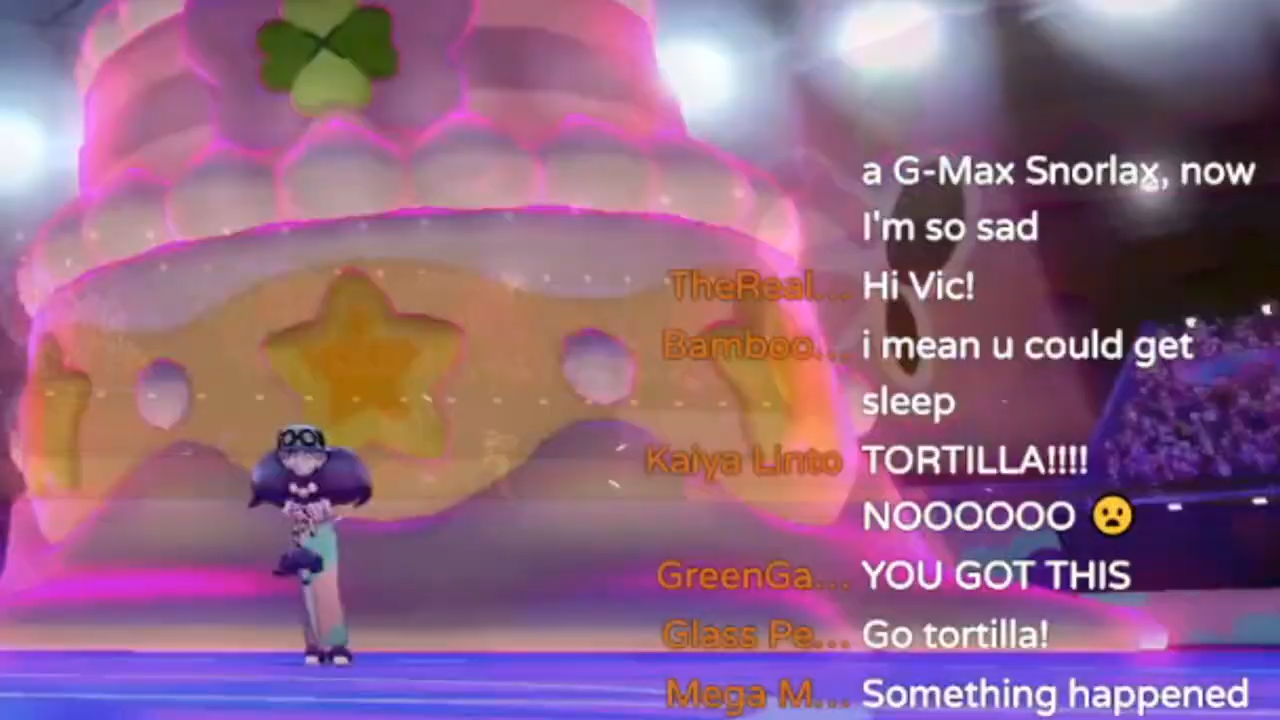 a G-Max Snorlax, now
I'm so sad
TheReal... Hi Vic!
Bamboo... i mean u could get
sleep
Kaiya Linto TORTILLA!!!!
NOOOOOO 😦
GreenGa... YOU GOT THIS
Glass Pe... Go tortilla!
Mega M... Something happened